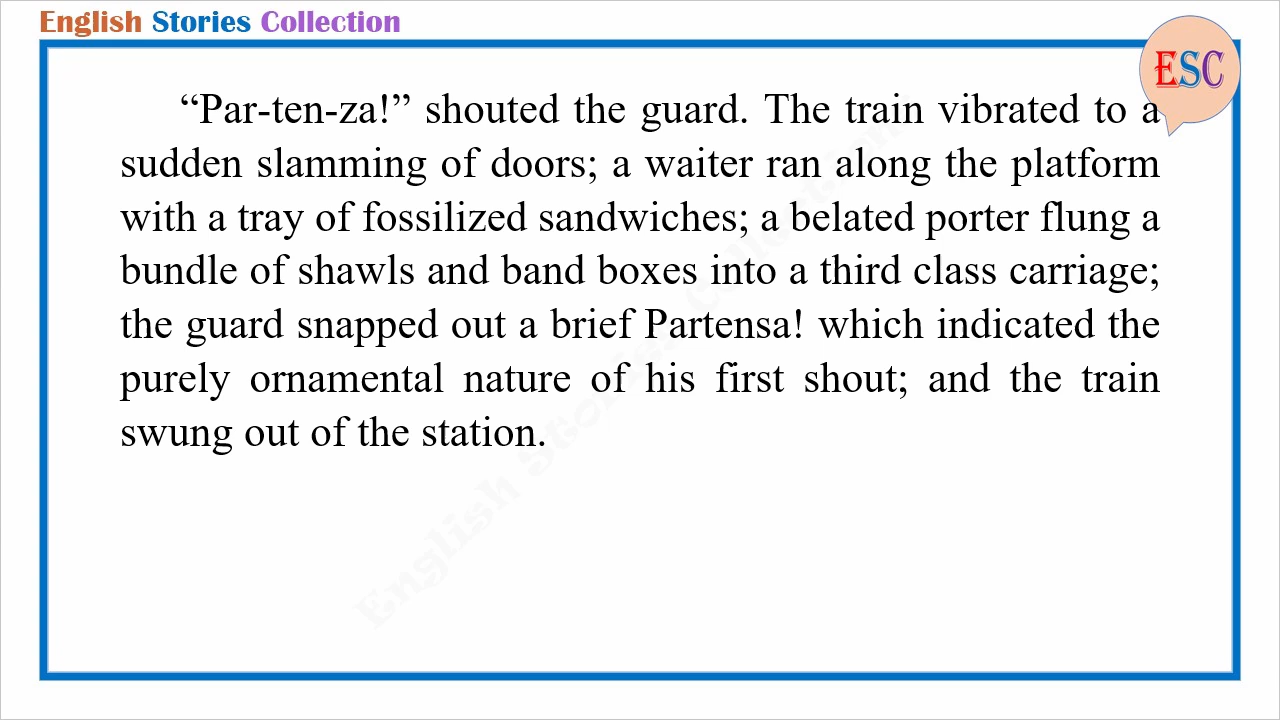 English Stories Collection
ESC
“Par-ten-za!” shouted the guard. The train vibrated to a
sudden slamming of doors; a waiter ran along the platform
with a tray of fossilized sandwiches; a belated porter flung a
bundle of shawls and band boxes into a third class carriage;
the guard snapped out a brief Partensa! which indicated the
purely ornamental nature of his first shout; and the train
swung out of the station.
English Stories Collection